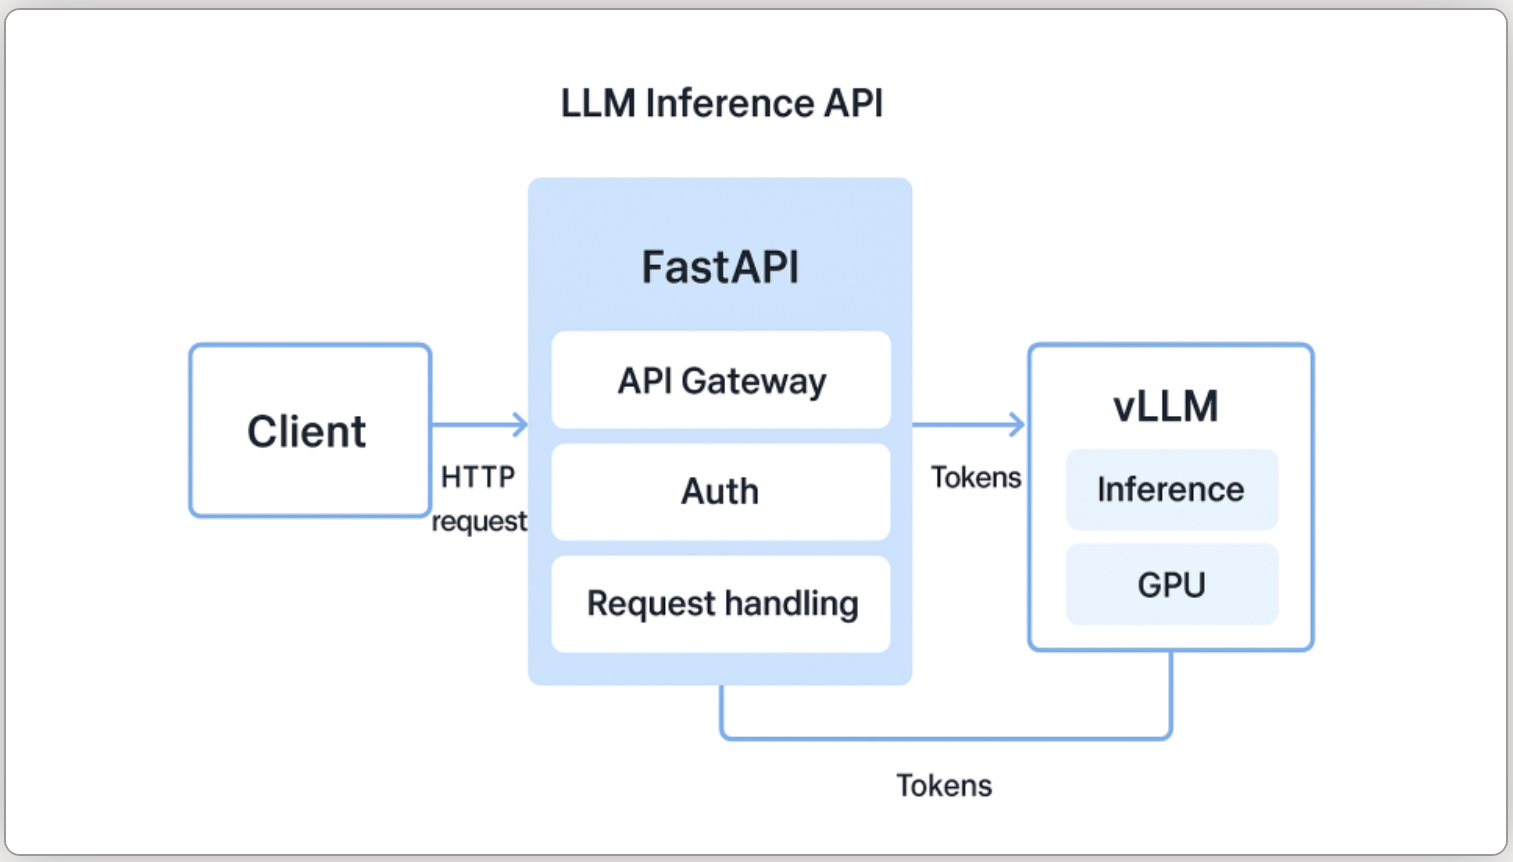 LLM Inference API
FastAPI
API Gateway
Auth
Request handling
Client
HTTP
request
Tokens
vLLM
Inference
GPU
Tokens